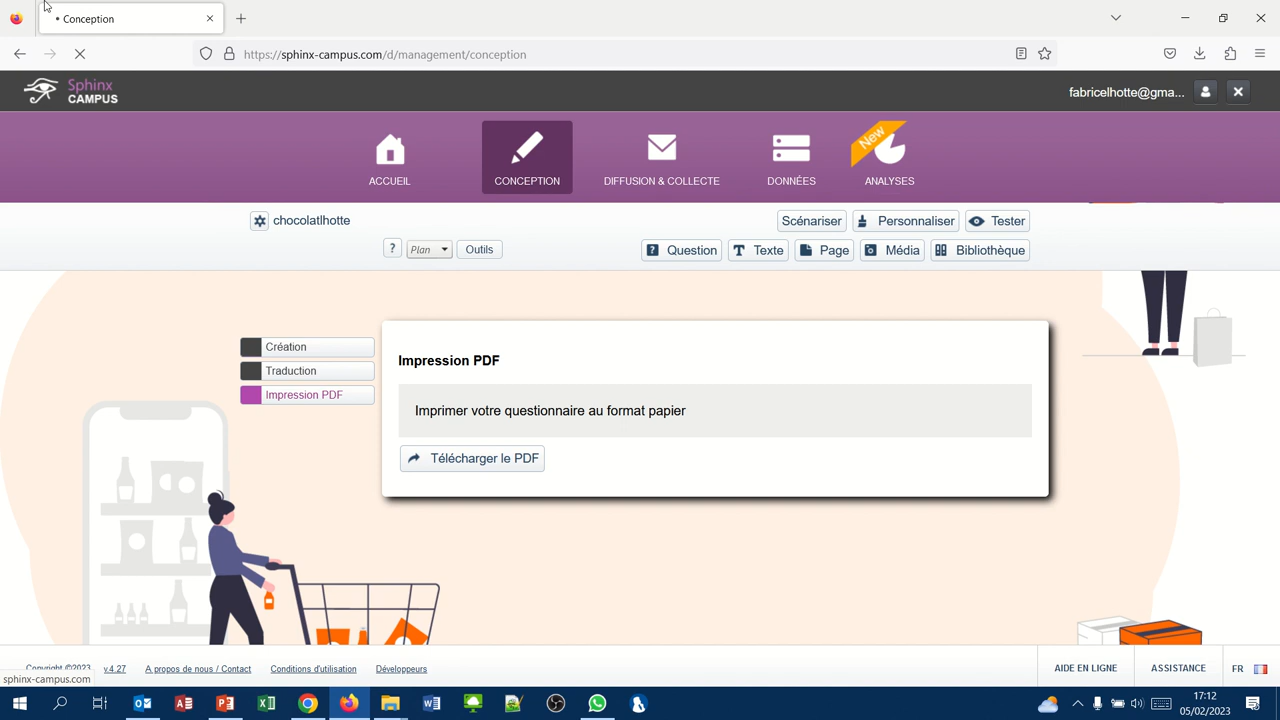 Conception
https://sphinx-campus.com/d/management/conception
Sphinx
CAMPUS
fabricelhotte@gma...
New
ACCUEIL
CONCEPTION
DIFFUSION & COLLECTE
DONNÉES
ANALYSES
chocolatlhotte
Scénariser
Personnaliser
Tester
? Plan
Outils
? Question
T Texte
Page
Média
Bibliothèque
Création
Traduction
Impression PDF
Impression PDF
Imprimer votre questionnaire au format papier
Télécharger le PDF
Copyright ©2023
v.4.27
A propos de nous / Contact
Conditions d'utilisation
Développeurs
AIDE EN LIGNE
ASSISTANCE
FR
sphinx-campus.com
17:12
05/02/2023